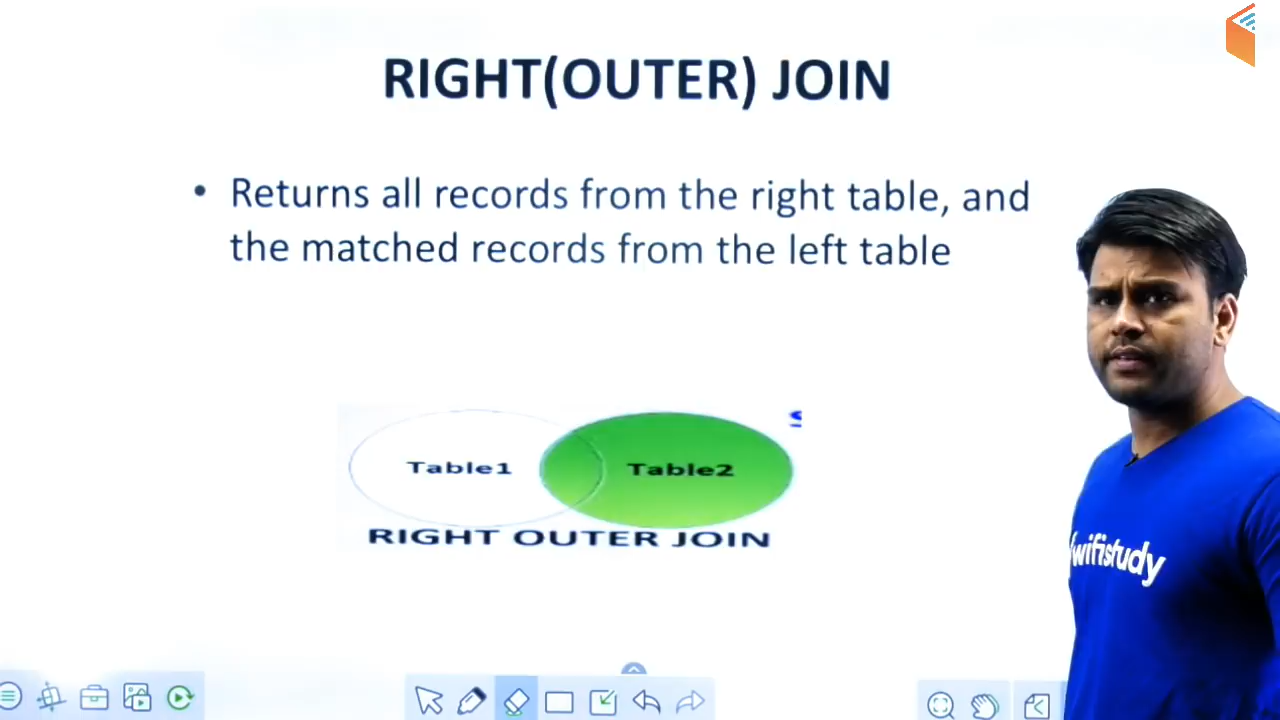 RIGHT(OUTER) JOIN
• Returns all records from the right table, and
the matched records from the left table
Table1
Table2
RIGHT OUTER JOIN
wifistudy